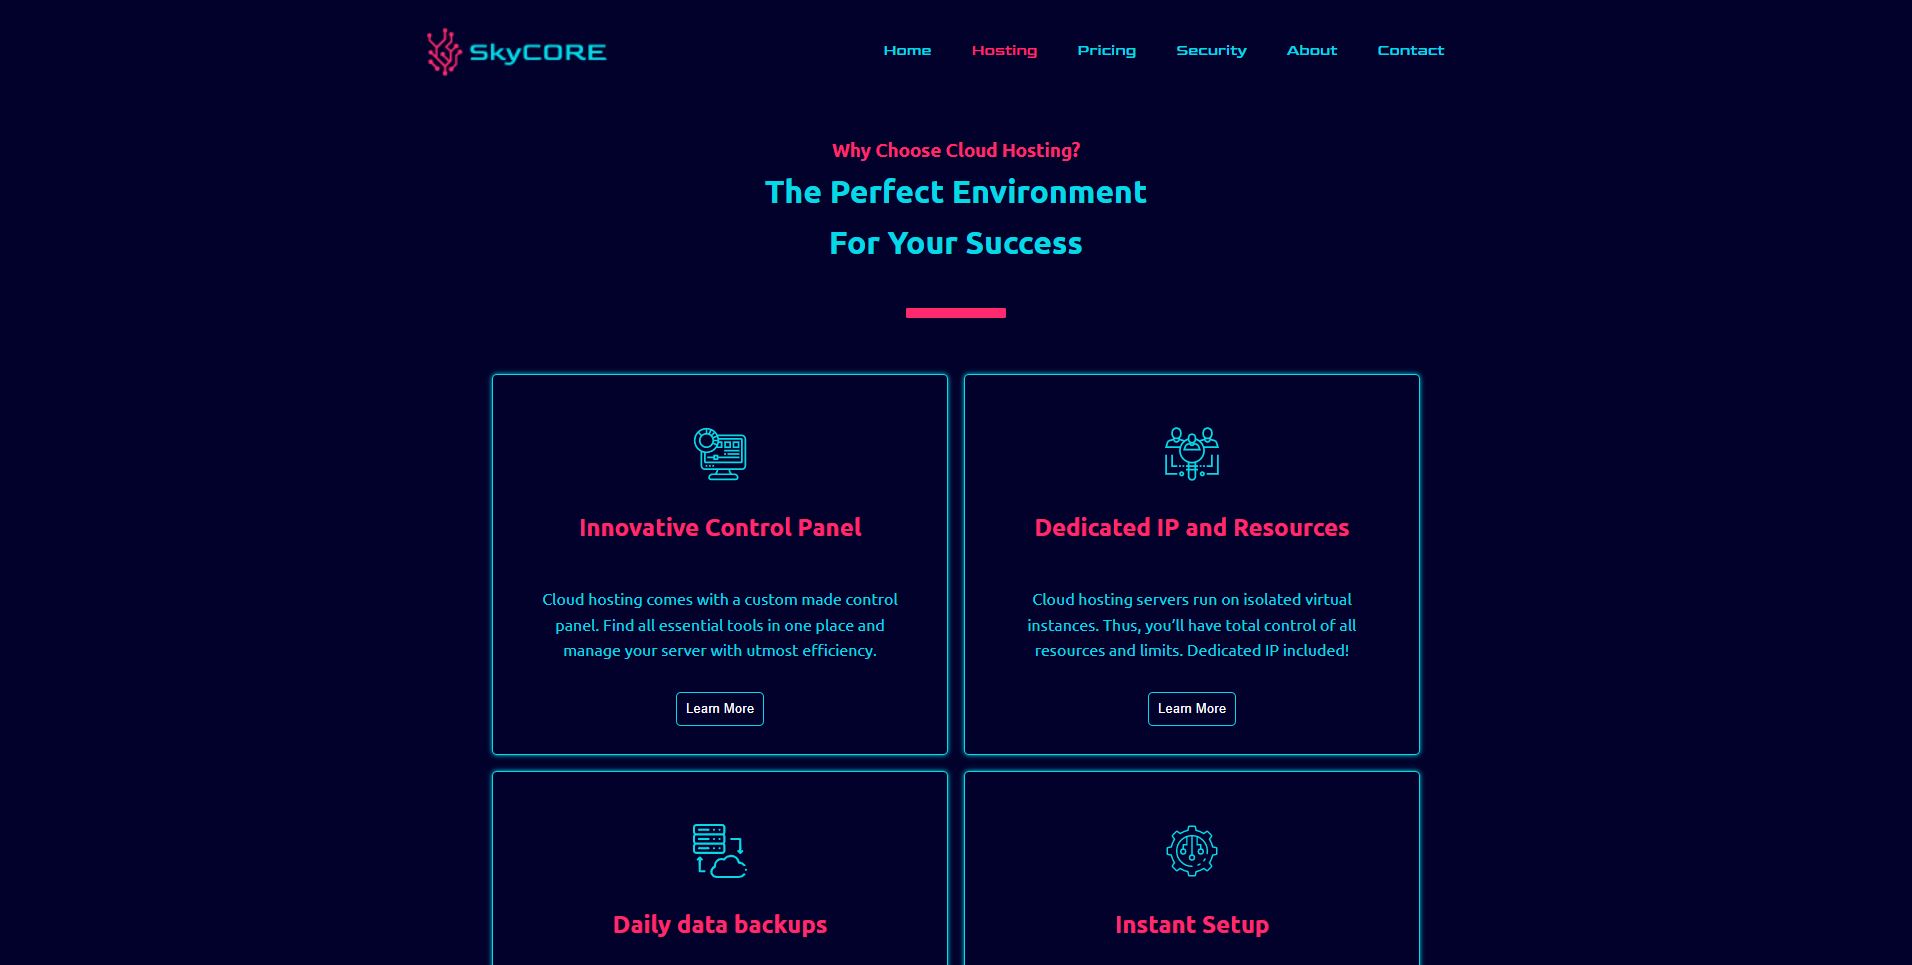 SkyCORE
Home Hosting Pricing Security About Contact
Why Choose Cloud Hosting?
The Perfect Environment
For Your Success
Innovative Control Panel
Cloud hosting comes with a custom made control
panel. Find all essential tools in one place and
manage your server with utmost efficiency.
Learn More
Dedicated IP and Resources
Cloud hosting servers run on isolated virtual
instances. Thus, you’ll have total control of all
resources and limits. Dedicated IP included!
Learn More
Daily data backups
Instant Setup